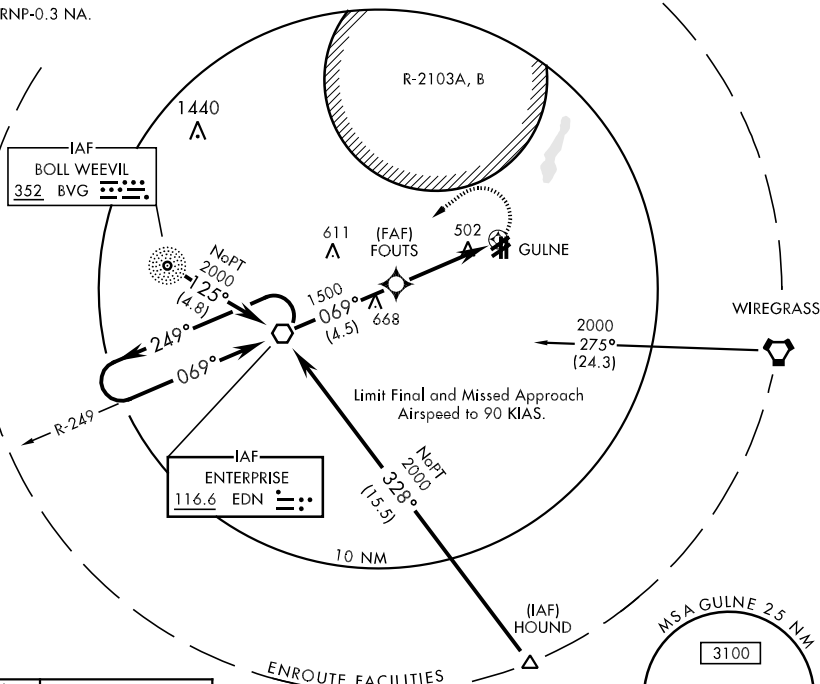 RNP-0.3 NA.
R-2103A, B
1440
IAF
BOLL WEEVIL
352 BVG
611
(FAF)
FOUTS
502
GULNE
NoPT
2000
125°
(4.8)
1500
069°
(4.5)
668
249°
069°
R-249
WIREGRASS
2000
275°
(24.3)
Limit Final and Missed Approach
Airspeed to 90 KIAS.
IAF
ENTERPRISE
116.6 EDN
NoPT
2000
328°
(15.5)
10 NM
(IAF)
HOUND
ENROUTE FACILITIES
MSA GULNE 25 NM
3100